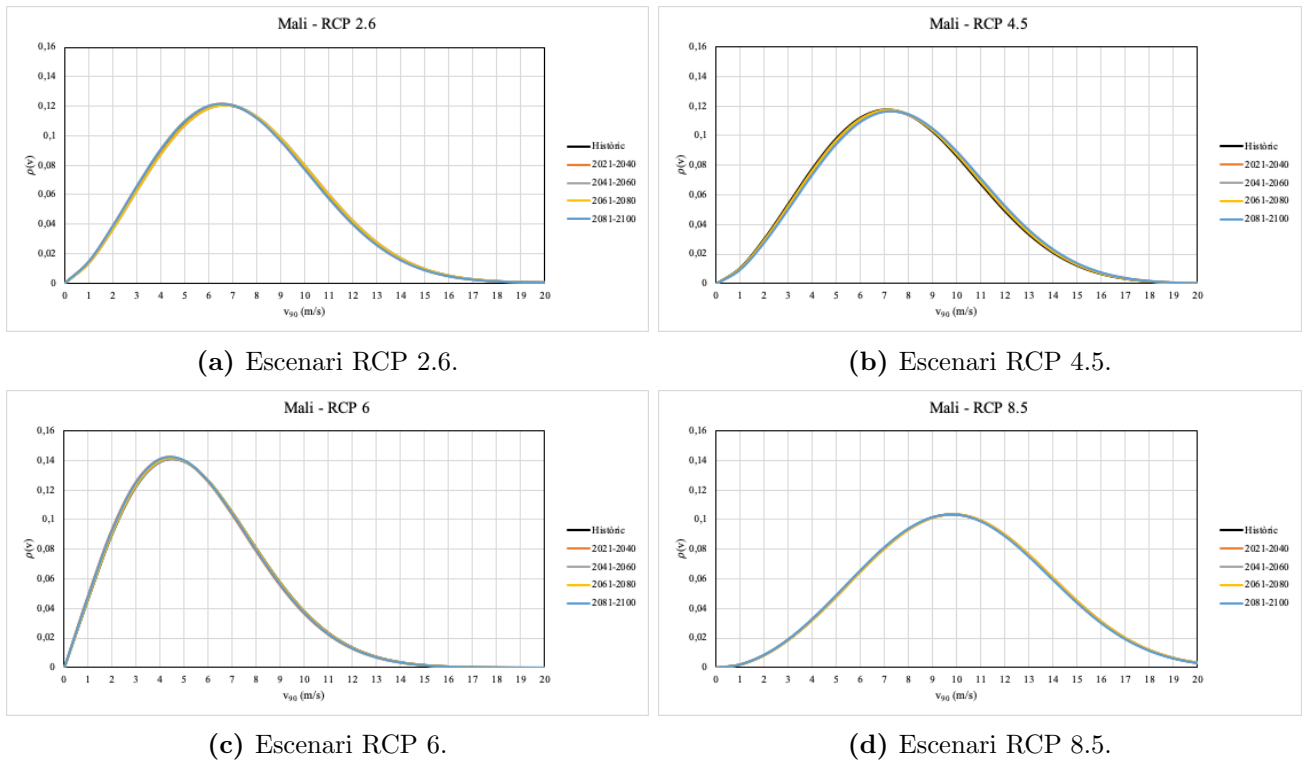 Mali - RCP 2.6
0,16
0,14
0,12
0,1
0,08
0,06
0,04
0,02
0
ρ(v)
0 1 2 3 4 5 6 7 8 9 10 11 12 13 14 15 16 17 18 19 20
v90 (m/s)
Històric
2021-2040
2041-2060
2061-2080
2081-2100
(a) Escenari RCP 2.6.
Mali - RCP 4.5
0,16
0,14
0,12
0,1
0,08
0,06
0,04
0,02
0
ρ(v)
0 1 2 3 4 5 6 7 8 9 10 11 12 13 14 15 16 17 18 19 20
v90 (m/s)
Històric
2021-2040
2041-2060
2061-2080
2081-2100
(b) Escenari RCP 4.5.
Mali - RCP 6
0,16
0,14
0,12
0,1
0,08
0,06
0,04
0,02
0
ρ(v)
0 1 2 3 4 5 6 7 8 9 10 11 12 13 14 15 16 17 18 19 20
v90 (m/s)
Històric
2021-2040
2041-2060
2061-2080
2081-2100
(c) Escenari RCP 6.
Mali - RCP 8.5
0,16
0,14
0,12
0,1
0,08
0,06
0,04
0,02
0
ρ(v)
0 1 2 3 4 5 6 7 8 9 10 11 12 13 14 15 16 17 18 19 20
v90 (m/s)
Històric
2021-2040
2041-2060
2061-2080
2081-2100
(d) Escenari RCP 8.5.